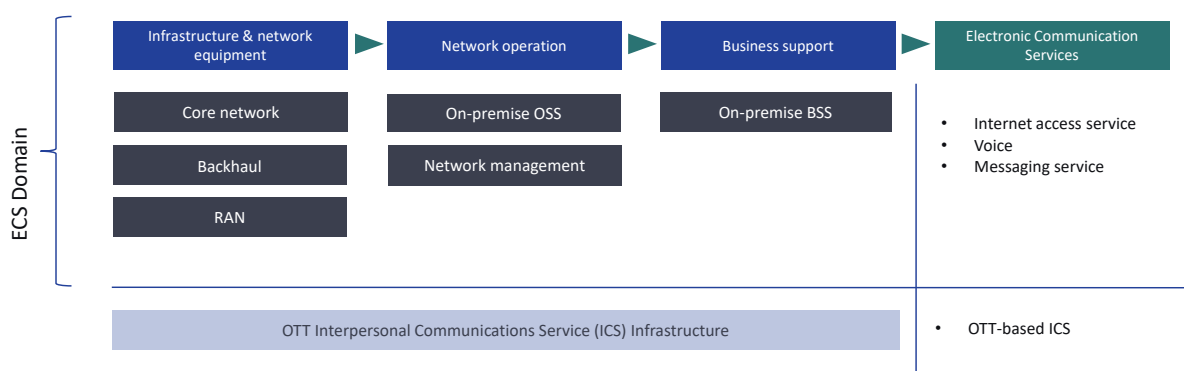 ECS Domain
Infrastructure & network
equipment
Network operation
Business support
Electronic Communication
Services
Core network
On-premise OSS
On-premise BSS
Backhaul
Network management
RAN
• Internet access service
• Voice
• Messaging service
OTT Interpersonal Communications Service (ICS) Infrastructure
• OTT-based ICS